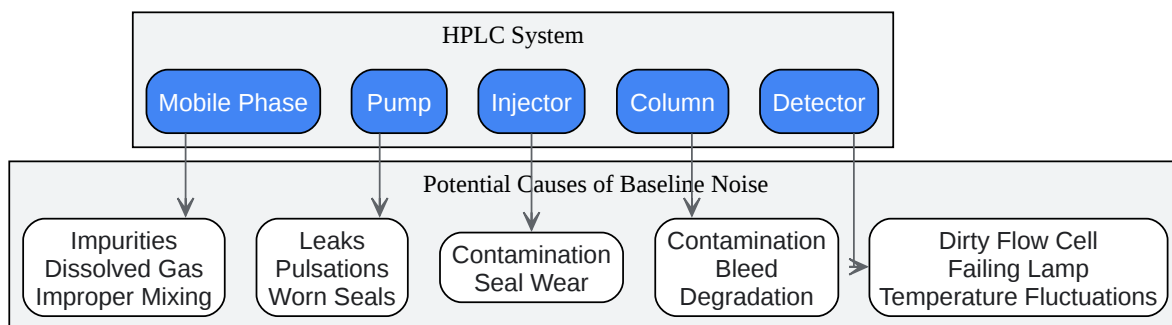 HPLC System
Mobile Phase
Pump
Injector
Column
Detector
Potential Causes of Baseline Noise
Impurities
Dissolved Gas
Improper Mixing
Leaks
Pulsations
Worn Seals
Contamination
Seal Wear
Contamination
Bleed
Degradation
Dirty Flow Cell
Failing Lamp
Temperature Fluctuations